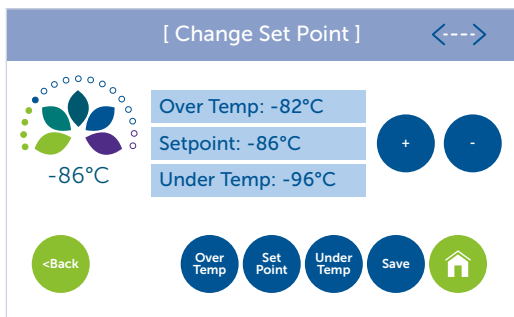 [ Change Set Point ]
<---->
Over Temp: -82°C
Setpoint: -86°C
Under Temp: -96°C
-86°C
+
-
<Back
Over
Temp
Set
Point
Under
Temp
Save